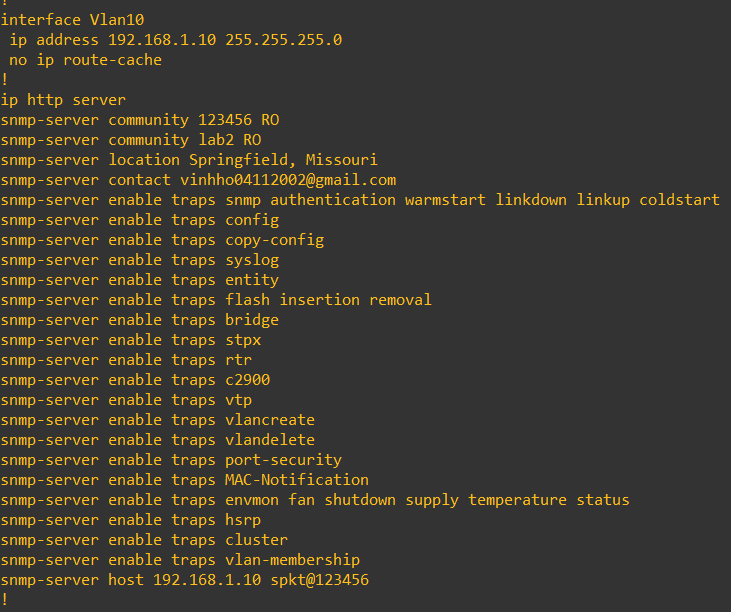 !
interface Vlan10
 ip address 192.168.1.10 255.255.255.0
 no ip route-cache
!
ip http server
snmp-server community 123456 RO
snmp-server community lab2 RO
snmp-server location Springfield, Missouri
snmp-server contact vinhho04112002@gmail.com
snmp-server enable traps snmp authentication warmstart linkdown linkup coldstart
snmp-server enable traps config
snmp-server enable traps copy-config
snmp-server enable traps syslog
snmp-server enable traps entity
snmp-server enable traps flash insertion removal
snmp-server enable traps bridge
snmp-server enable traps stpx
snmp-server enable traps rtr
snmp-server enable traps c2900
snmp-server enable traps vtp
snmp-server enable traps vlancreate
snmp-server enable traps vlandelete
snmp-server enable traps port-security
snmp-server enable traps MAC-Notification
snmp-server enable traps envmon fan shutdown supply temperature status
snmp-server enable traps hsrp
snmp-server enable traps cluster
snmp-server enable traps vlan-membership
snmp-server host 192.168.1.10 spkt@123456
!